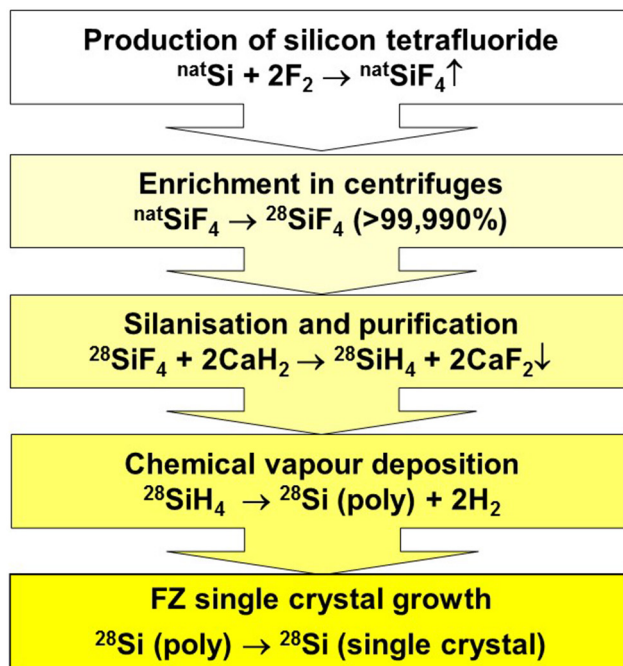 Production of silicon tetrafluoride
ⁿᵃᵗSi + 2F₂ → ⁿᵃᵗSiF₄↑
Enrichment in centrifuges
ⁿᵃᵗSiF₄ → ²⁸SiF₄ (>99,990%)
Silanisation and purification
²⁸SiF₄ + 2CaH₂ → ²⁸SiH₄ + 2CaF₂↓
Chemical vapour deposition
²⁸SiH₄ → ²⁸Si (poly) + 2H₂
FZ single crystal growth
²⁸Si (poly) → ²⁸Si (single crystal)